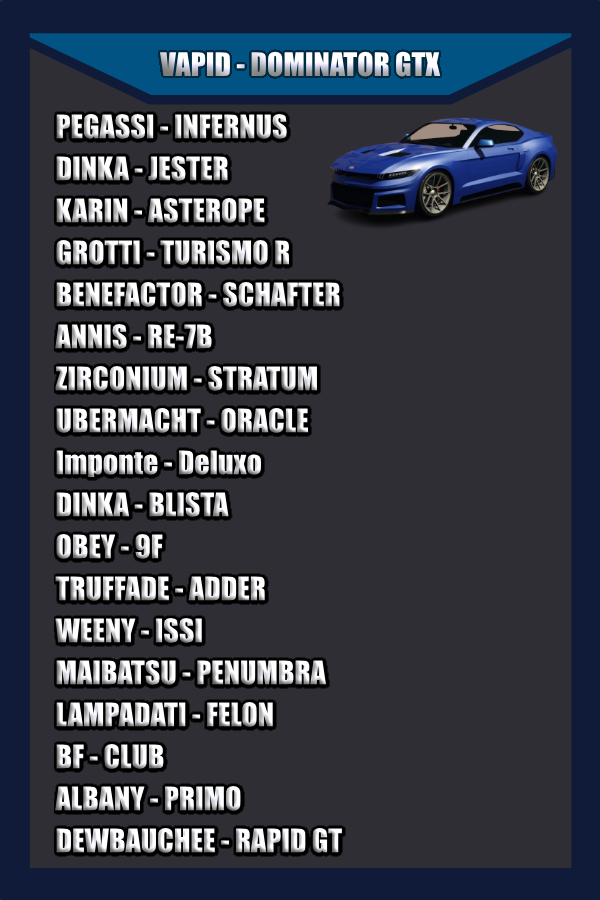 VAPID - DOMINATOR GTX
PEGASSI - INFERNUS
DINKA - JESTER
KARIN - ASTEROPE
GROTTI - TURISMO R
BENEFACTOR - SCHAFTER
ANNIS - RE-7B
ZIRCONIUM - STRATUM
UBERMACHT - ORACLE
Imponte - Deluxo
DINKA - BLISTA
OBEY - 9F
TRUFFADE - ADDER
WEENY - ISSI
MAIBATSU - PENUMBRA
LAMPADATI - FELON
BF - CLUB
ALBANY - PRIMO
DEWBAUCHEE - RAPID GT